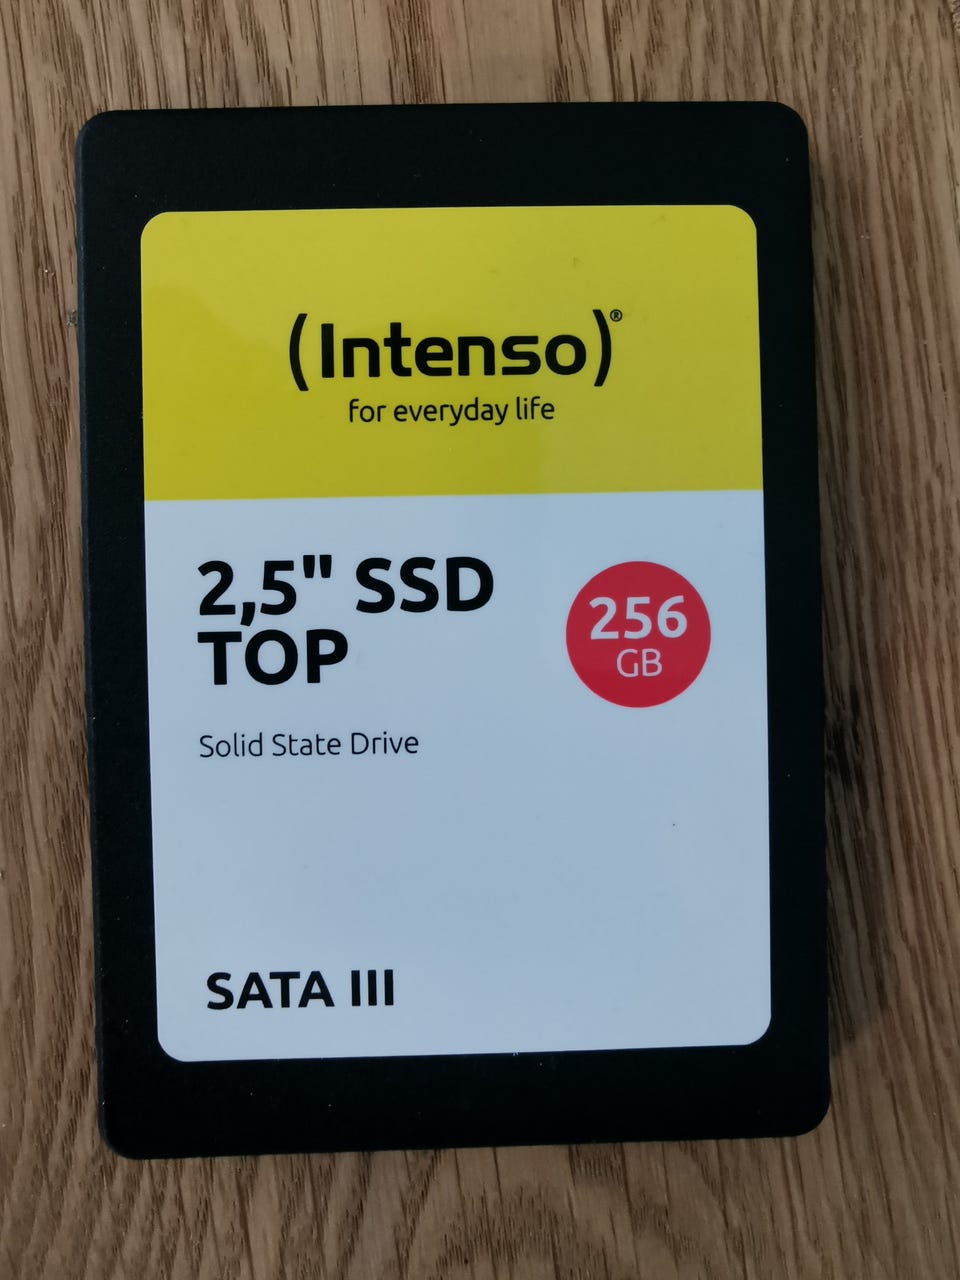 (Intenso)®
for everyday life
2,5" SSD
TOP
256
GB
Solid State Drive
SATA III